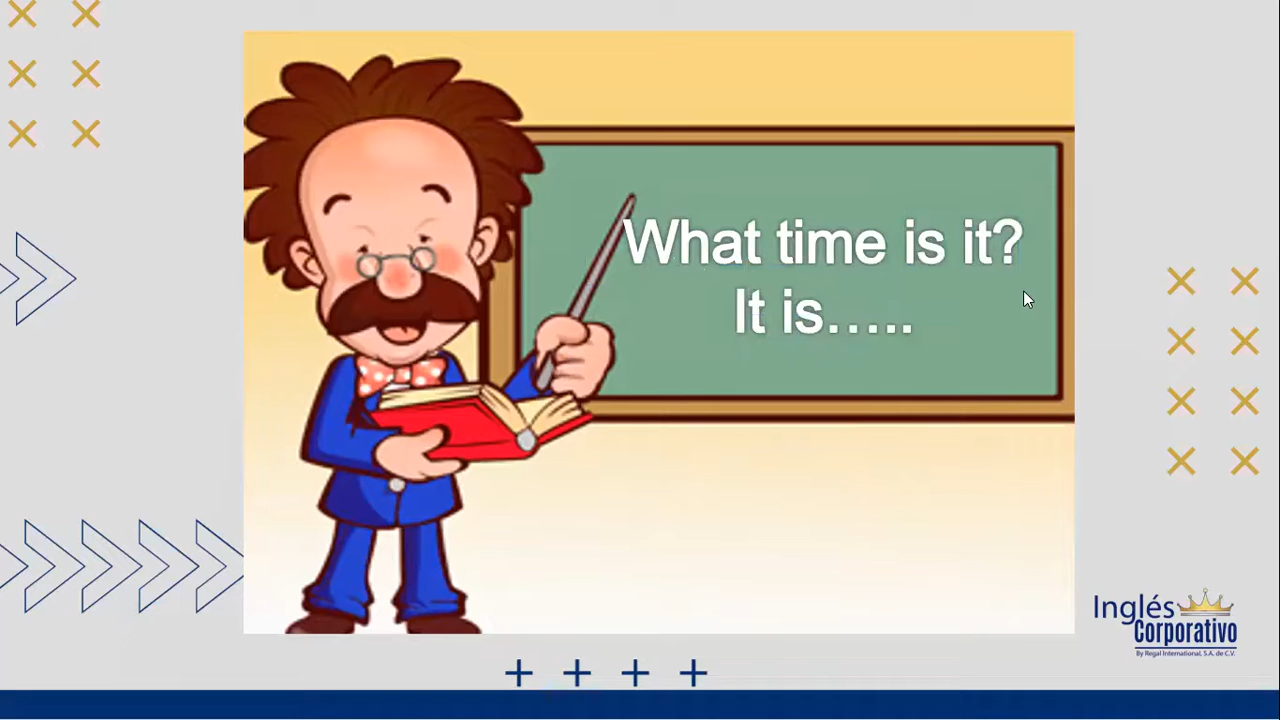 What time is it?
It is.....
Inglés
Corporativo
By Regal International, S.A. de C.V.